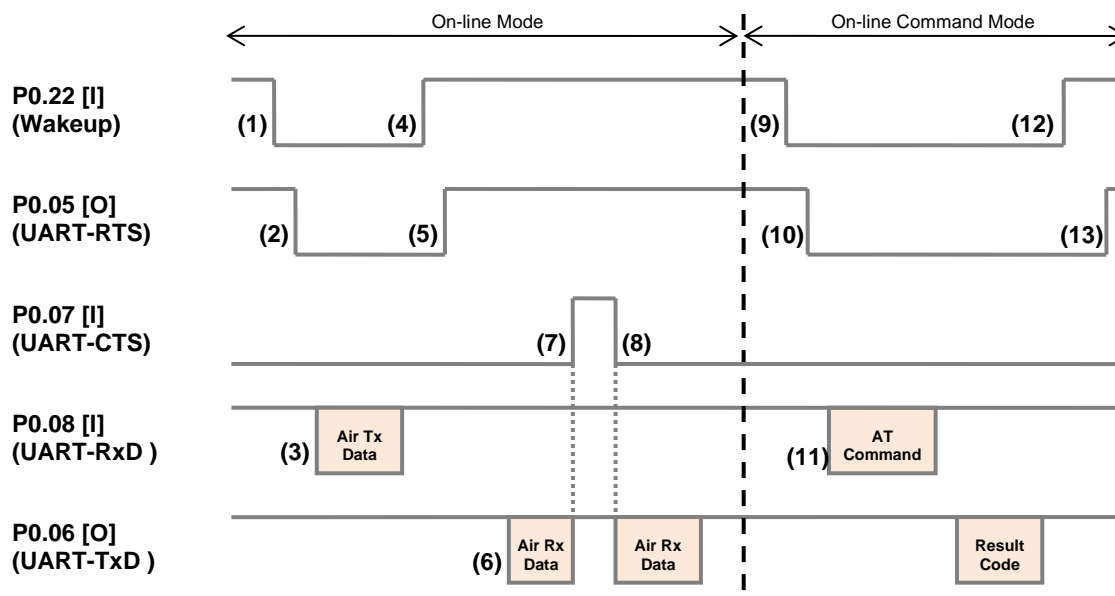 On-line Mode
On-line Command Mode
P0.22 [I]
(Wakeup)
(1)
(4)
(9)
(12)
P0.05 [O]
(UART-RTS)
(2)
(5)
(10)
(13)
P0.07 [I]
(UART-CTS)
(7)
(8)
P0.08 [I]
(UART-RxD )
(3)
Air Tx
Data
(11)
AT
Command
P0.06 [O]
(UART-TxD )
(6)
Air Rx
Data
Air Rx
Data
Result
Code